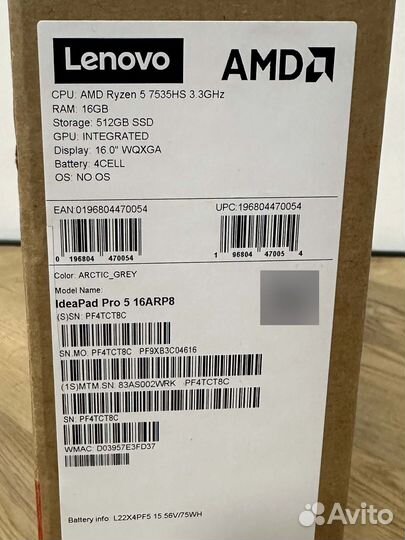 Lenovo AMD
CPU: AMD Ryzen 5 7535HS 3.3GHz
RAM: 16GB
Storage: 512GB SSD
GPU: INTEGRATED
Display: 16.0" WQXGA
Battery: 4CELL
OS: NO OS
EAN:0196804470054 UPC:196804470054
0 196804 470054 1 96804 47005 4
Color: ARCTIC_GREY
Model Name:
IdeaPad Pro 5 16ARP8
(S)SN: PF4TCT8C
SN.MO: PF4TCT8C PF9XB3C04616
(1S)MTM SN: 83AS002WRK PF4TCT8C
SN: PF4TCT8C
WMAC: D03957E3FD37
Battery info: L22X4PF5 15.56V/75WH
Avito